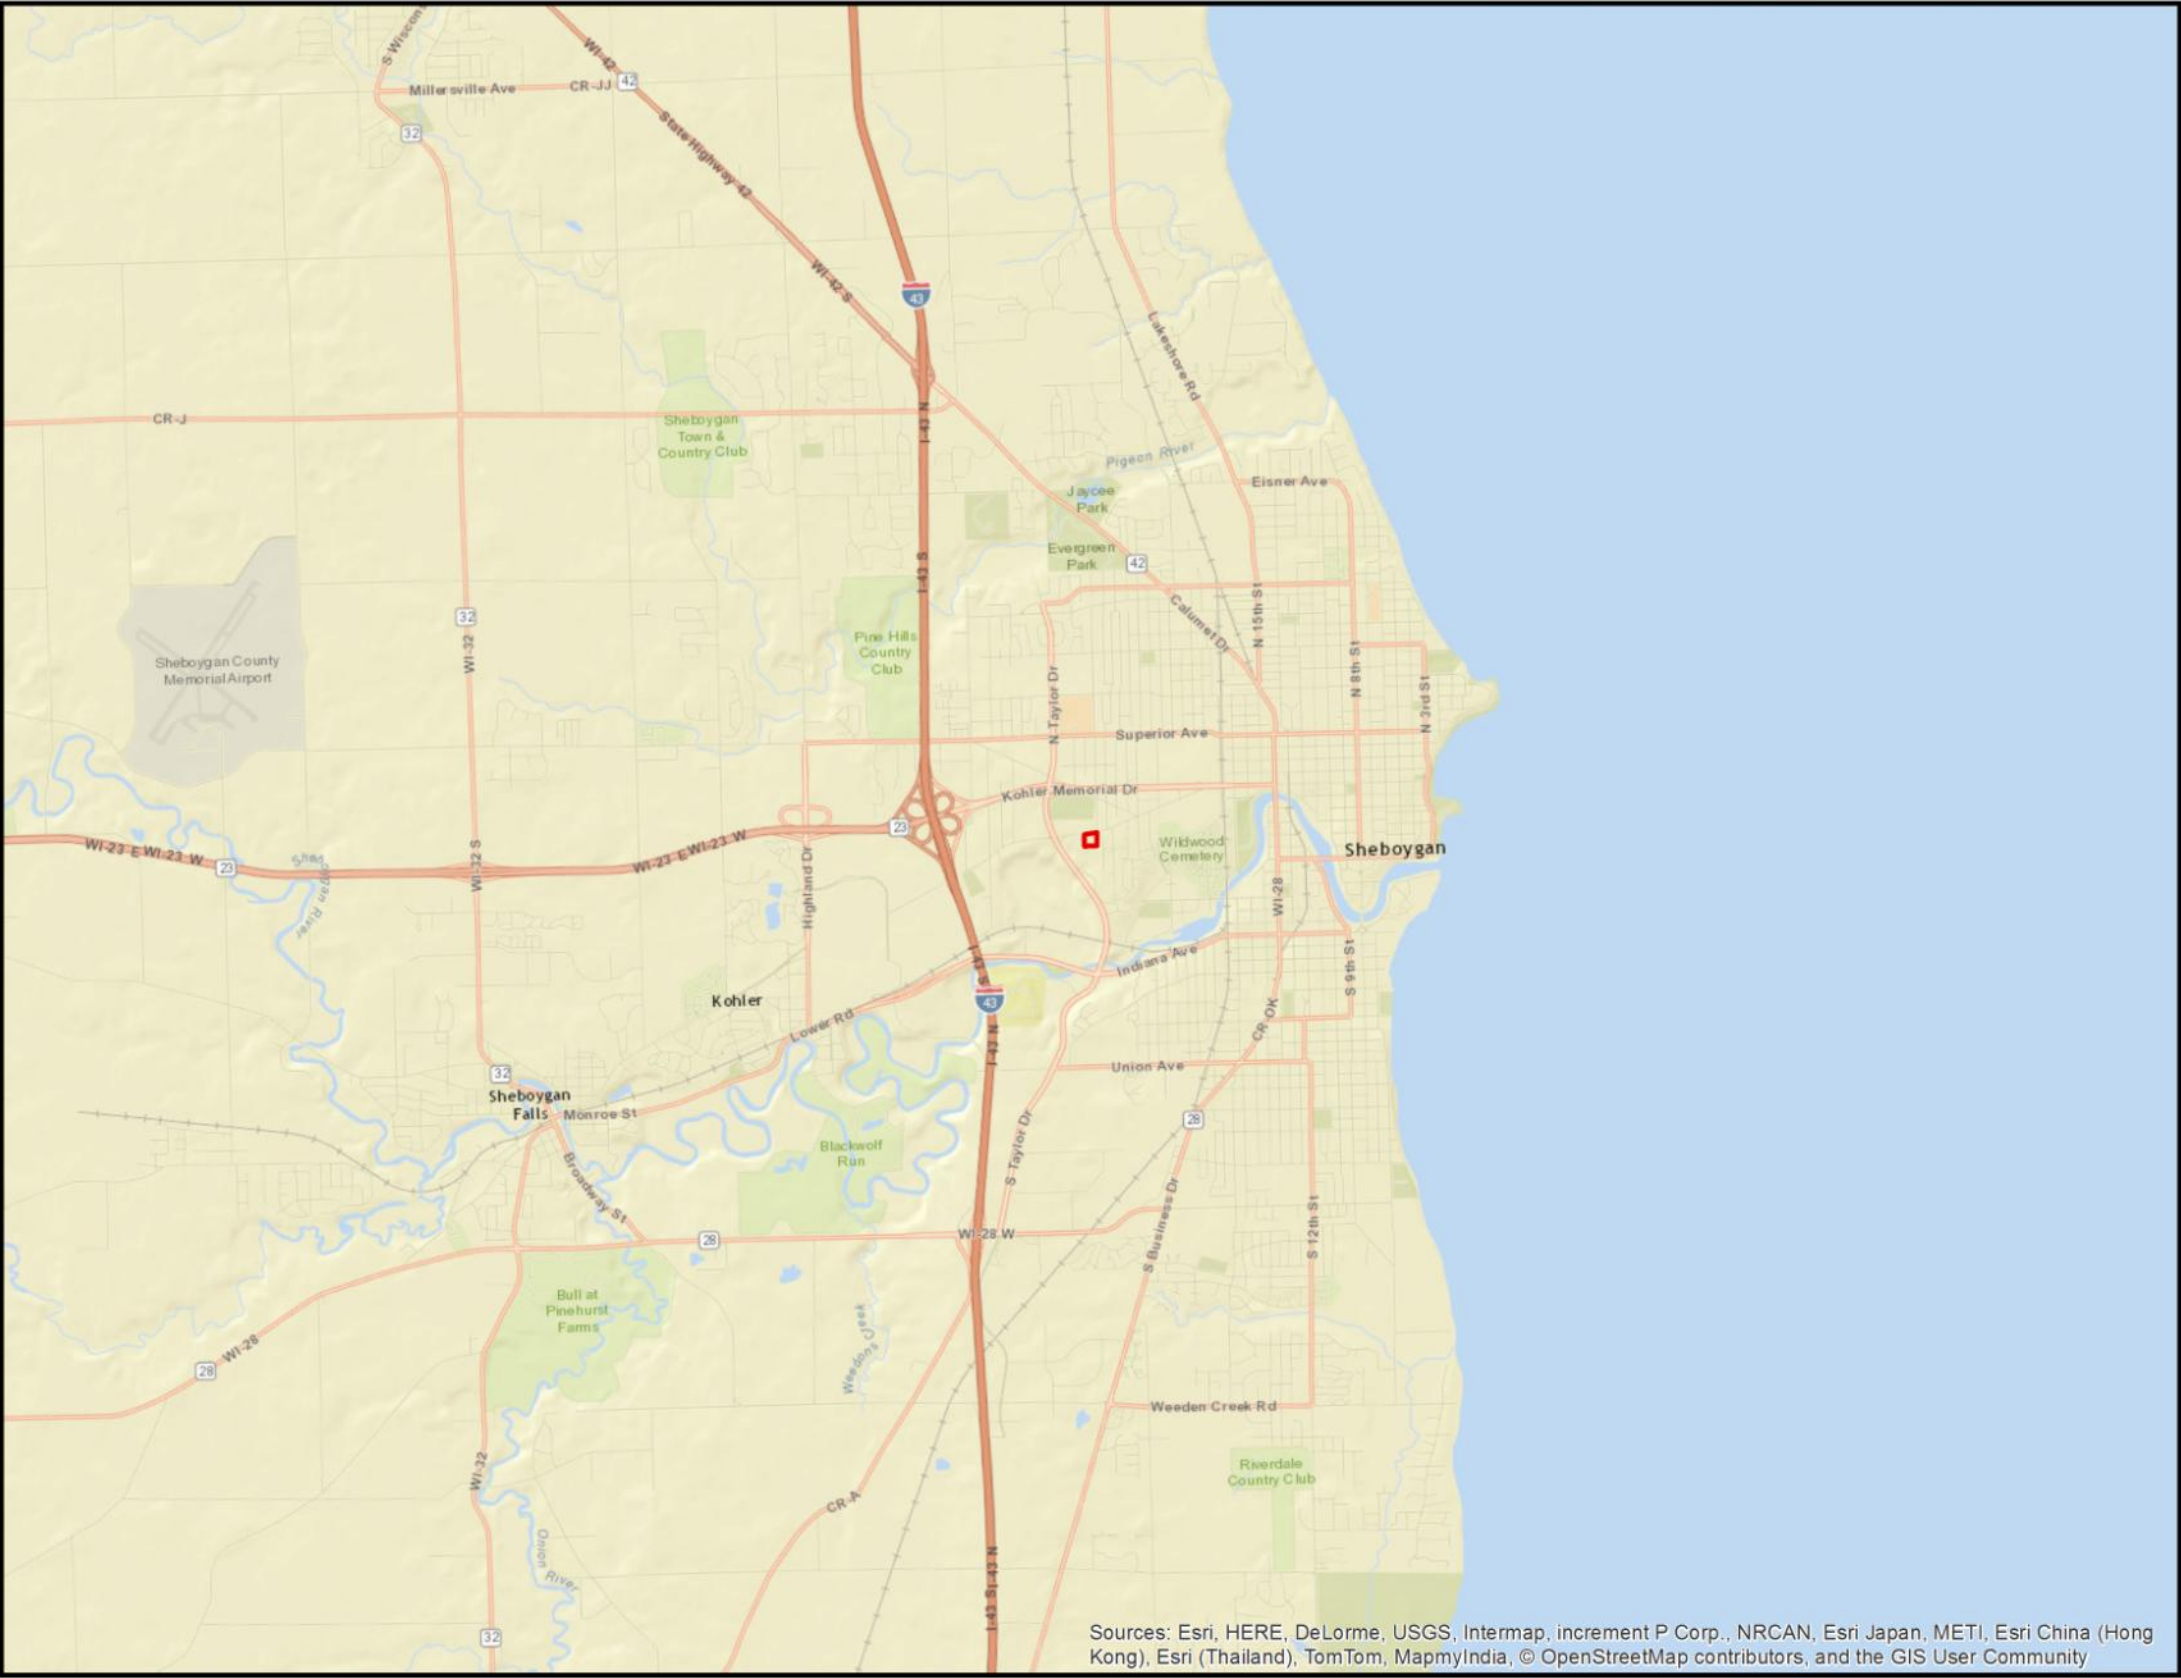 S Wiscons
WI-42
42
Millersville Ave
CR-JJ
32
State Highway 42
WI-42 S
43
Lakeshore Rd
CR-J
I-43 N
Sheboygan
Town &
Country Club
Pigeon River
Eisner Ave
Jaycee
Park
Evergreen
Park
42
I-43 S
32
WI-32
Calumet Dr
N 15th St
N 8th St
N 3rd St
Pine Hills
Country
Club
Sheboygan County
Memorial Airport
N Taylor Dr
Superior Ave
Kohler Memorial Dr
23
WI-23 E WI-23 W
23
WI-32 S
WI-23 E WI-23 W
Highland Dr
Wildwood
Cemetery
Sheboygan
WI-28
Sheboygan River
Indiana Ave
S 9th St
I-43 S
43
Kohler
Lower Rd
I-43 N
CR-OK
Union Ave
32
Sheboygan
Falls
Monroe St
28
Blackwolf
Run
S Taylor Dr
Broadway St
S Business Dr
S 12th St
28
WI-28 W
Bull at
Pinehurst
Farms
Weedons Creek
WI-28
28
Weeden Creek Rd
WI-32
CR-A
Riverdale
Country Club
Onion River
I-43 S I-43 N
32
Sources: Esri, HERE, DeLorme, USGS, Intermap, increment P Corp., NRCAN, Esri Japan, METI, Esri China (Hong
Kong), Esri (Thailand), TomTom, MapmyIndia, © OpenStreetMap contributors, and the GIS User Community